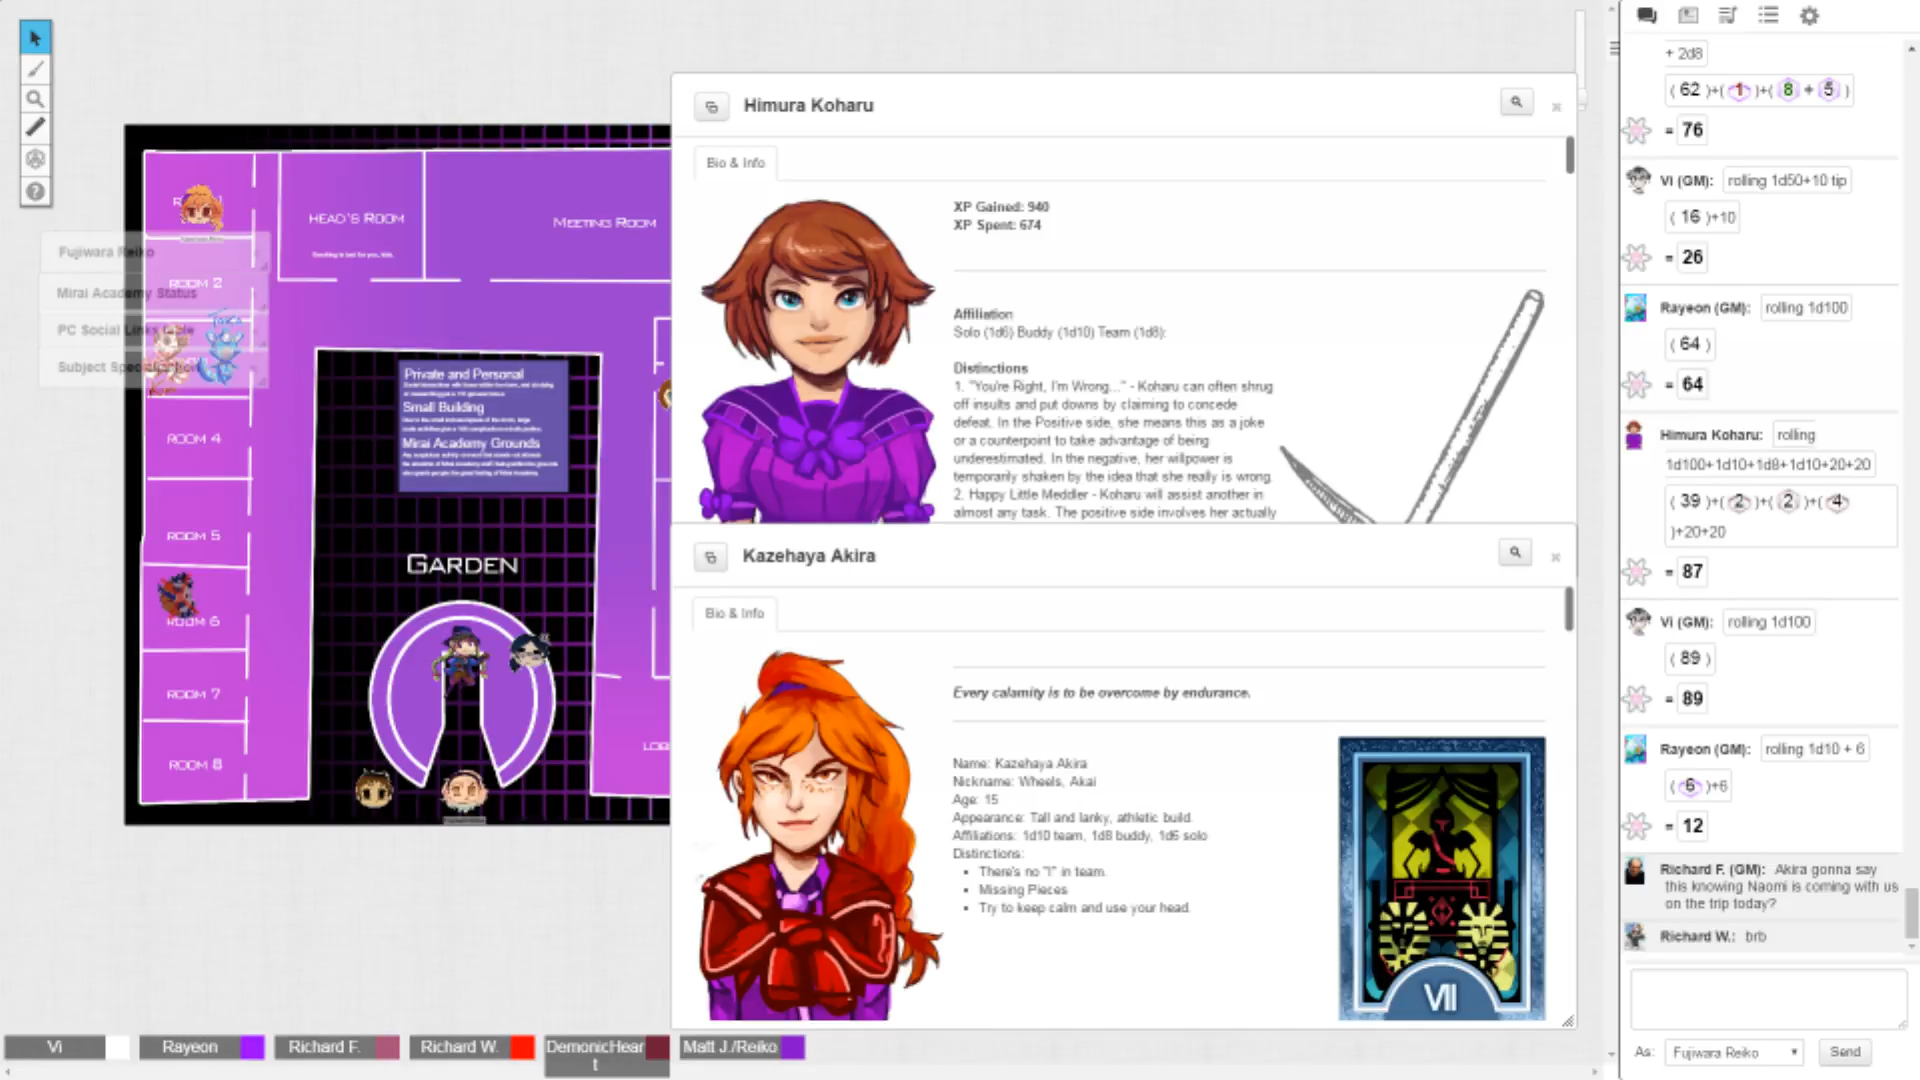 HEAD'S ROOM
MEETING ROOM
Fujiwara Reiko
ROOM 2
Mirai Academy Status
PC Social Links
Private and Personal
Small Building
Mirai Academy Grounds
ROOM 4
ROOM 5
GARDEN
ROOM 6
ROOM 7
ROOM 8
Himura Koharu
Bio & Info
XP Gained: 940
XP Spent: 674
Affiliation
Solo (1d6) Buddy (1d10) Team (1d8):
Distinctions
1. "You're Right, I'm Wrong..." - Koharu can often shrug
off insults and put downs by claiming to concede
defeat. In the Positive side, she means this as a joke
or a counterpoint to take advantage of being
underestimated. In the negative, her willpower is
temporarily shaken by the idea that she really is wrong.
2. Happy Little Meddler - Koharu will assist another in
almost any task. The positive side involves her actually
Kazehaya Akira
Bio & Info
Every calamity is to be overcome by endurance.
Name: Kazehaya Akira
Nickname: Wheels, Akai
Age: 15
Appearance: Tall and lanky, athletic build.
Affiliations: 1d10 team, 1d8 buddy, 1d6 solo
Distinctions:
There's no "I" in team.
Missing Pieces
Try to keep calm and use your head.
VII
+ 2d8
( 62 )+( 1 )+( 8 + 5 )
= 76
Vi (GM): rolling 1d50+10 tip
( 16 )+10
= 26
Rayeon (GM): rolling 1d100
( 64 )
= 64
Himura Koharu: rolling
1d100+1d10+1d8+1d10+20+20
( 39 )+( 2 )+( 2 )+( 4
)+20+20
= 87
Vi (GM): rolling 1d100
( 89 )
= 89
Rayeon (GM): rolling 1d10 + 6
( 6 )+6
= 12
Richard F. (GM): Akira gonna say
this knowing Naomi is coming with us
on the trip today?
Richard W.: brb
As: Fujiwara Reiko Send
Vi
Rayeon
Richard F.
Richard W.
DemonicHear
t
Matt J./Reiko